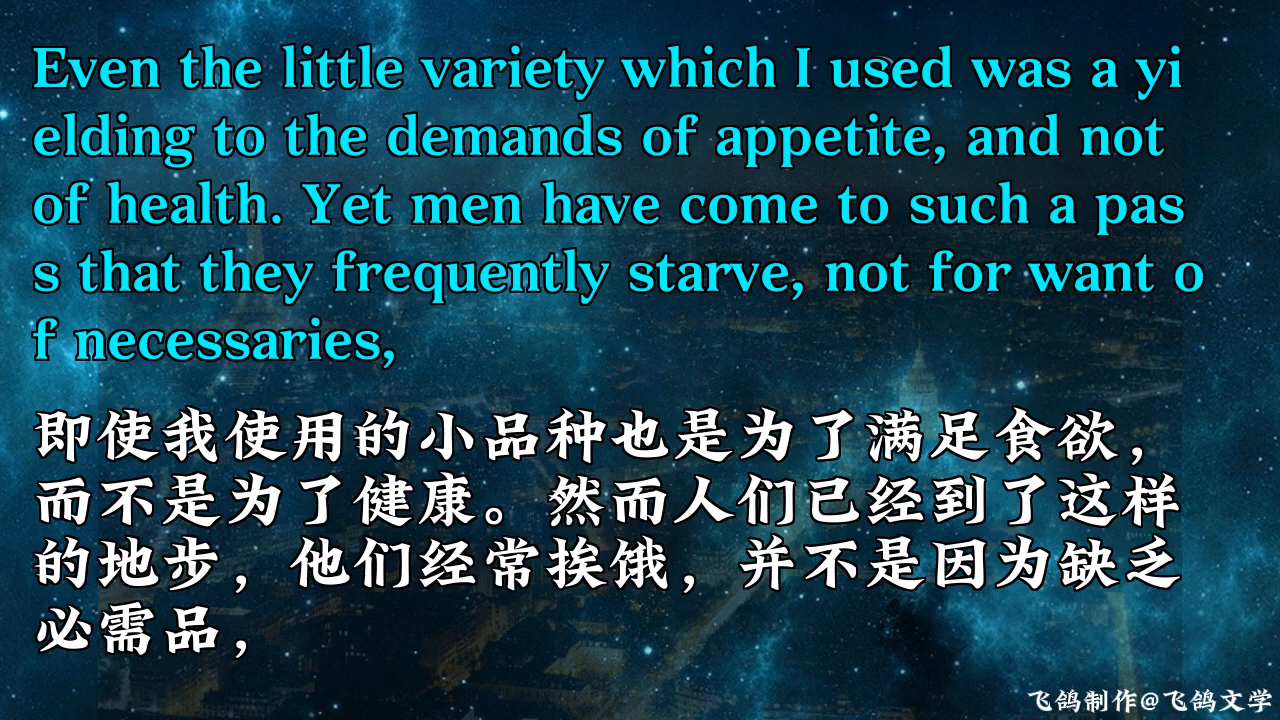 Even the little variety which I used was a yi
elding to the demands of appetite, and not
of health. Yet men have come to such a pas
s that they frequently starve, not for want o
f necessaries,
即使我使用的小品种也是为了满足食欲，
而不是为了健康。然而人们已经到了这样
的地步，他们经常挨饿，并不是因为缺乏
必需品，
飞鸽制作@飞鸽文学